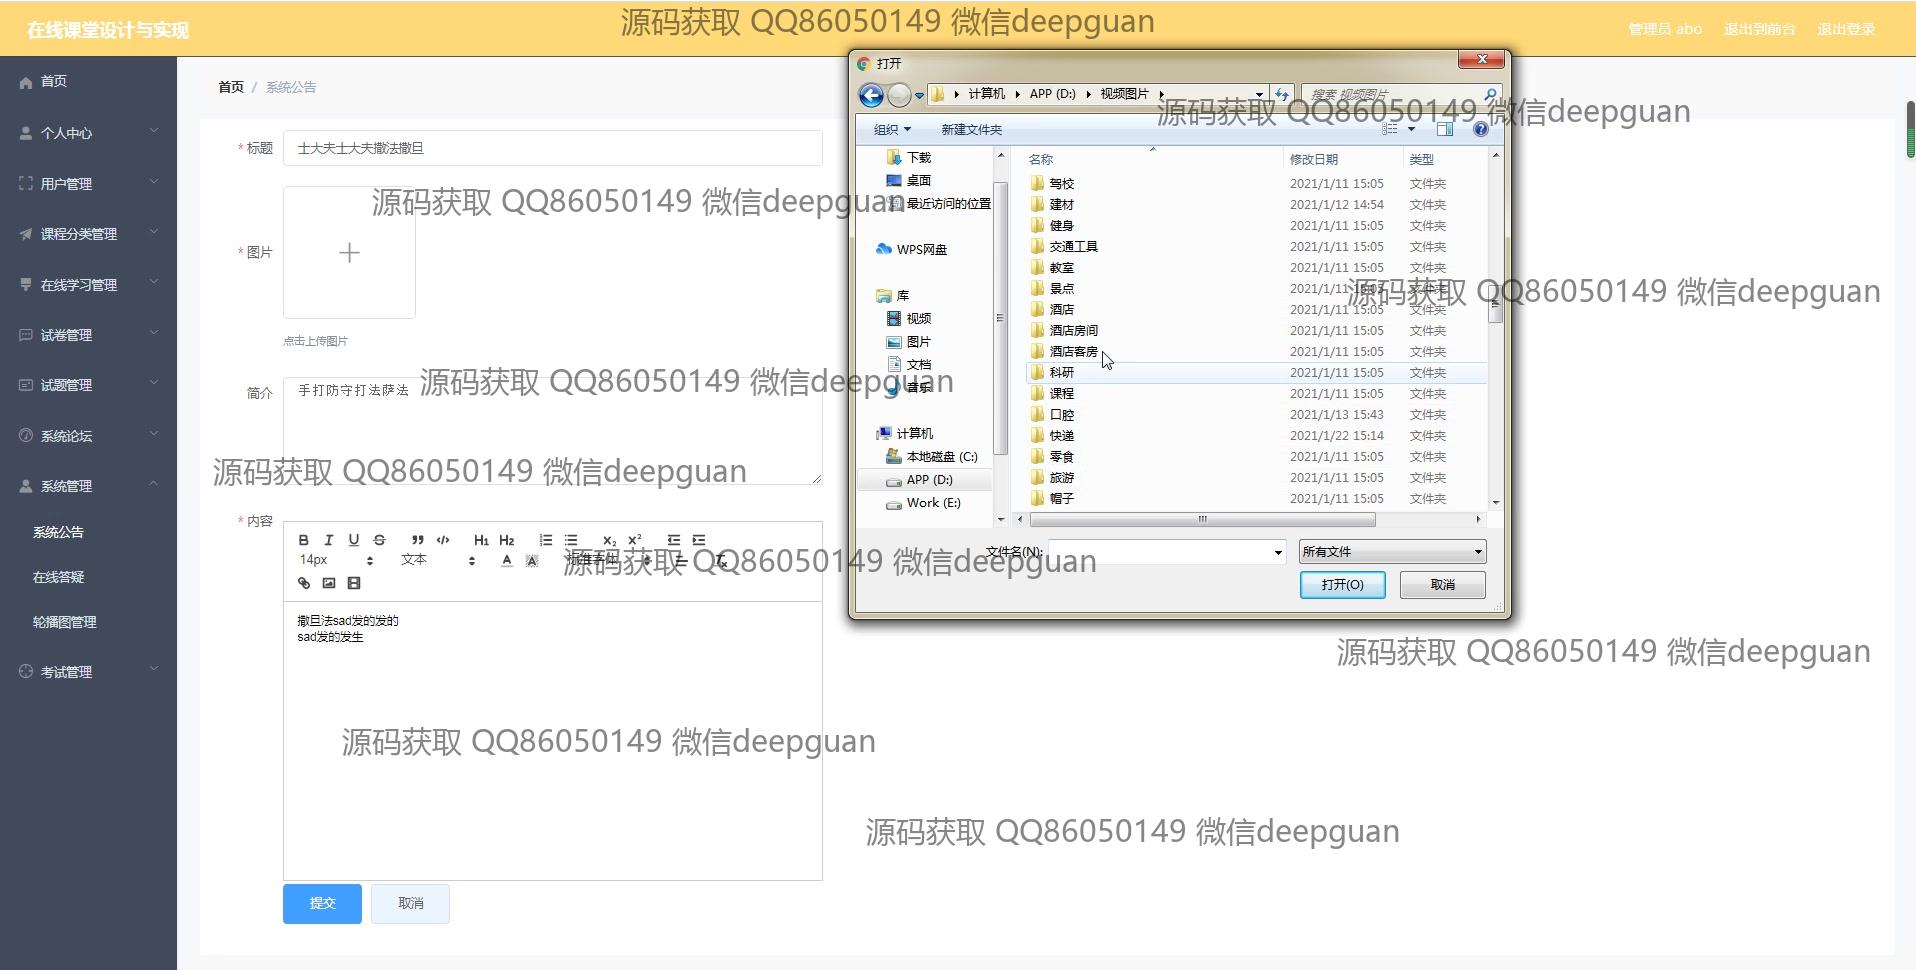 在线课堂设计与实现
源码获取 QQ86050149 微信deepguan
管理员 abo 退出到前台 退出登录
首页
个人中心
用户管理
课程分类管理
在线学习管理
试卷管理
试题管理
系统论坛
系统管理
系统公告
在线答疑
轮播图管理
考试管理
首页 / 系统公告
* 标题 士大夫士大夫撒法撒旦
源码获取 QQ86050149 微信deepguan
* 图片
点击上传图片
源码获取 QQ86050149 微信deepguan
简介 手打防守打法萨法
源码获取 QQ86050149 微信deepguan
* 内容
B I U S H1 H2 x2 x2
14px 文本 A A 标准字体 Tx
源码获取 QQ86050149 微信deepguan
撒旦法sad发的发的
sad发的发生
源码获取 QQ86050149 微信deepguan
提交 取消
打开
计算机 APP (D:) 视频图片
搜索 视频图片
源码获取 QQ86050149 微信deepguan
组织 新建文件夹
下载
桌面
最近访问的位置
WPS网盘
库
视频
图片
文档
音乐
计算机
本地磁盘 (C:)
APP (D:)
Work (E:)
名称 修改日期 类型
驾校 2021/1/11 15:05 文件夹
建材 2021/1/12 14:54 文件夹
健身 2021/1/11 15:05 文件夹
交通工具 2021/1/11 15:05 文件夹
教室 2021/1/11 15:05 文件夹
景点 2021/1/11 15:05 文件夹
源码获取 QQ86050149 微信deepguan
酒店 2021/1/11 15:05 文件夹
酒店房间 2021/1/11 15:05 文件夹
酒店客房 2021/1/11 15:05 文件夹
科研 2021/1/11 15:05 文件夹
课程 2021/1/11 15:05 文件夹
口腔 2021/1/13 15:43 文件夹
快递 2021/1/22 15:14 文件夹
零食 2021/1/11 15:05 文件夹
旅游 2021/1/11 15:05 文件夹
帽子 2021/1/11 15:05 文件夹
文件名(N): 所有文件
打开(O) 取消
源码获取 QQ86050149 微信deepguan
源码获取 QQ86050149 微信deepguan